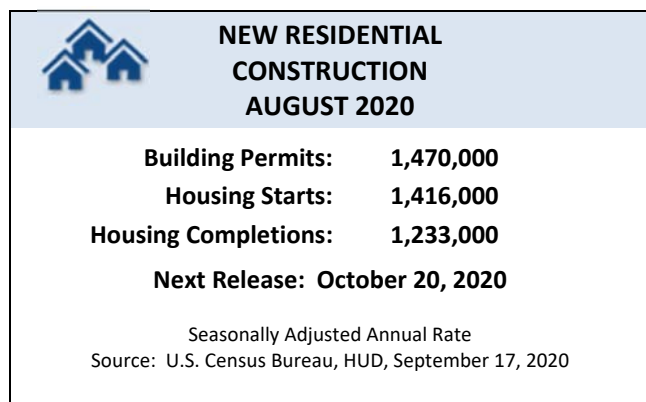 NEW RESIDENTIAL
CONSTRUCTION
AUGUST 2020
Building Permits: 1,470,000
Housing Starts: 1,416,000
Housing Completions: 1,233,000
Next Release: October 20, 2020
Seasonally Adjusted Annual Rate
Source: U.S. Census Bureau, HUD, September 17, 2020